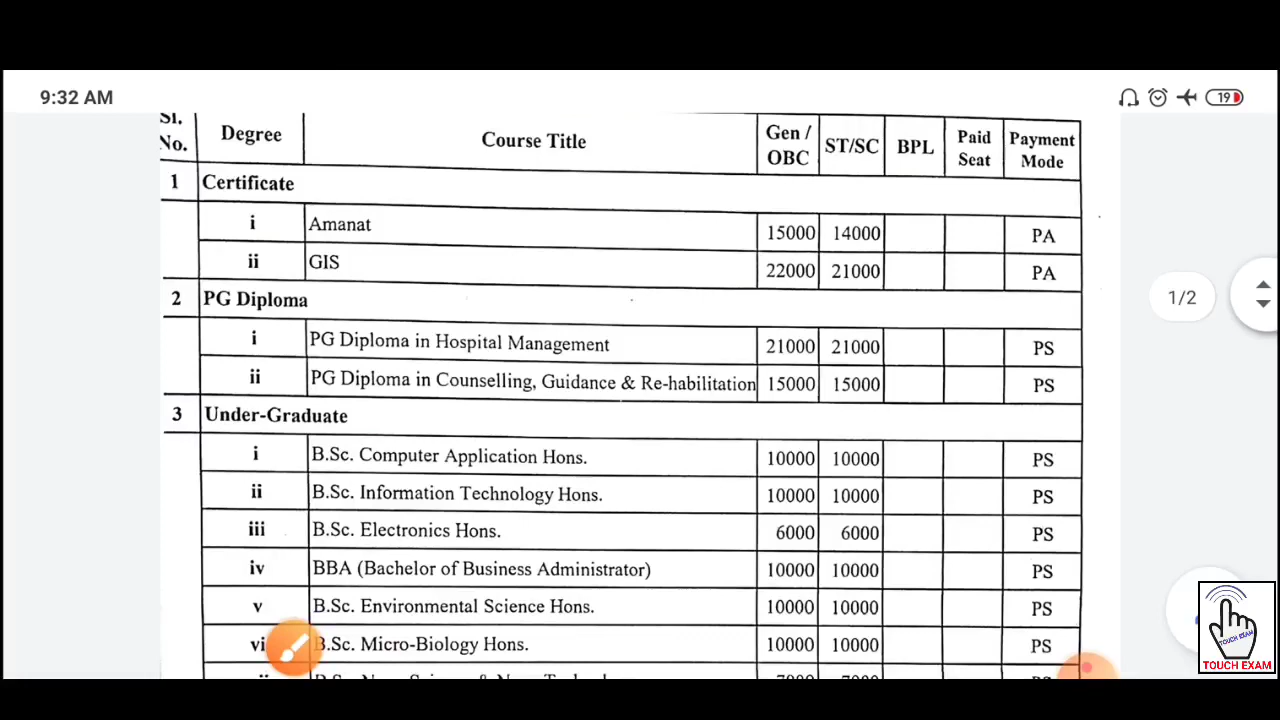 9:32 AM
19
Sl. No. Degree Course Title Gen / OBC ST/SC BPL Paid Seat Payment Mode
1 Certificate
i Amanat 15000 14000 PA
ii GIS 22000 21000 PA
2 PG Diploma
i PG Diploma in Hospital Management 21000 21000 PS
ii PG Diploma in Counselling, Guidance & Re-habilitation 15000 15000 PS
3 Under-Graduate
i B.Sc. Computer Application Hons. 10000 10000 PS
ii B.Sc. Information Technology Hons. 10000 10000 PS
iii B.Sc. Electronics Hons. 6000 6000 PS
iv BBA (Bachelor of Business Administrator) 10000 10000 PS
v B.Sc. Environmental Science Hons. 10000 10000 PS
vi B.Sc. Micro-Biology Hons. 10000 10000 PS
1/2
TOUCH EXAM
TOUCH EXAM